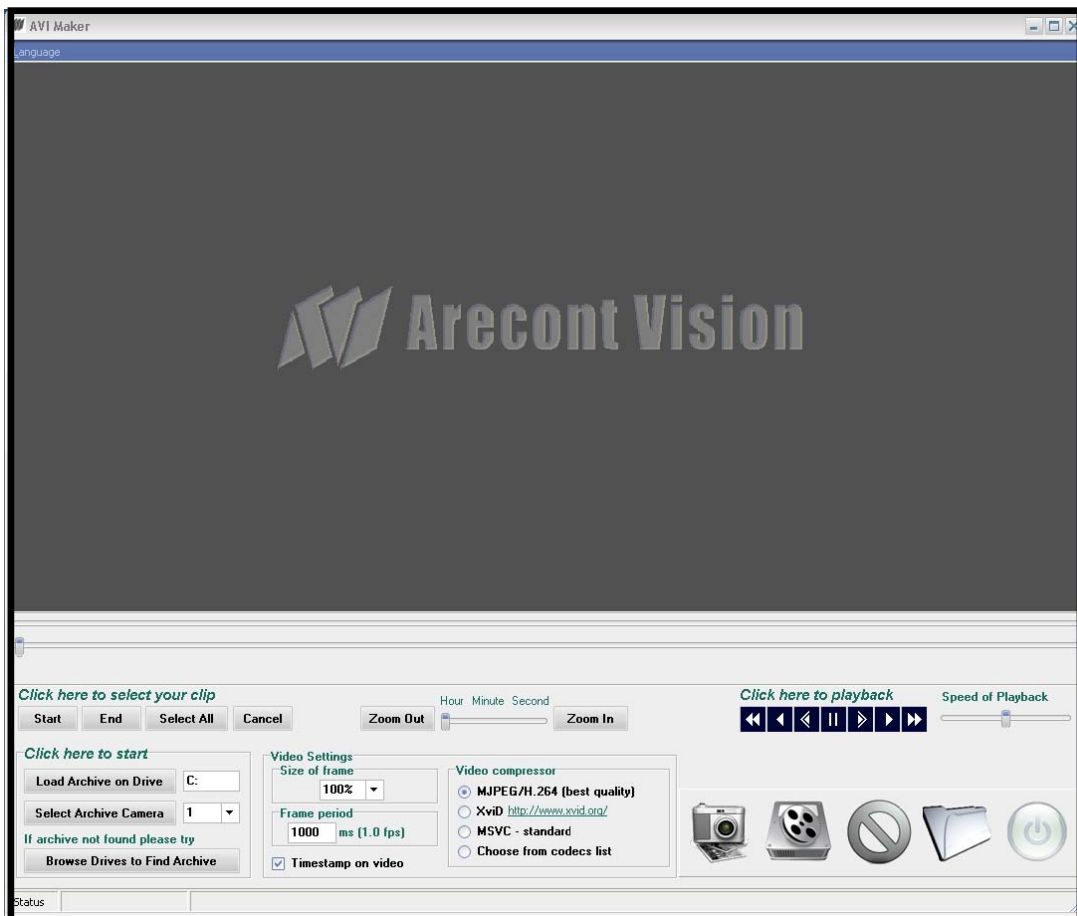 AVI Maker
Language
Arecont Vision
Click here to select your clip
Start End Select All Cancel
Zoom Out
Hour Minute Second
Zoom In
Click here to playback
Speed of Playback
Click here to start
Load Archive on Drive C:
Select Archive Camera 1
If archive not found please try
Browse Drives to Find Archive
Video Settings
Size of frame
100%
Frame period
1000 ms (1.0 fps)
Timestamp on video
Video compressor
MJPEG/H.264 (best quality)
XviD http://www.xvid.org/
MSVC - standard
Choose from codecs list
Status